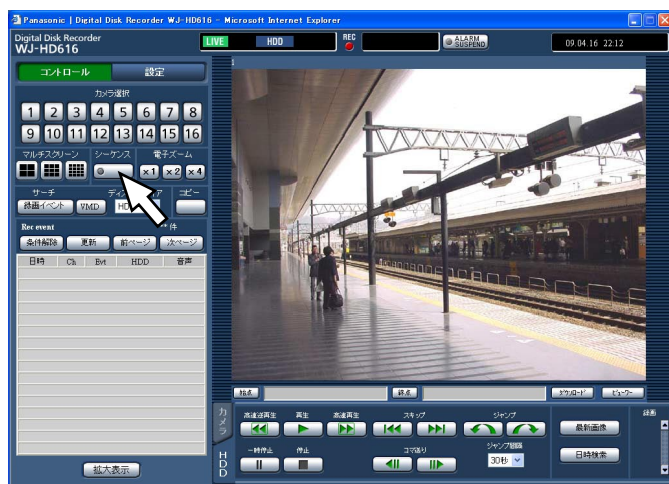 Panasonic | Digital Disk Recorder WJ-HD616 - Microsoft Internet Explorer
Digital Disk Recorder
WJ-HD616
LIVE HDD REC ALARM SUSPEND 09.04.16 22:12
コントロール 設定
カメラ選択
1 2 3 4 5 6 7 8
9 10 11 12 13 14 15 16
マルチスクリーン シーケンス 電子ズーム
x1 x2 x4
サーチ コピー
録画イベント VMD
Rec event 件
条件解除 更新 前ページ 次ページ
日時 Ch Evt HDD 音声
拡大表示
1
始点 終点 ダウンロード ビューワー
カメラ
HDD
高速逆再生 再生 高速再生 スキップ ジャンプ
一時停止 停止 コマ送り ジャンプ間隔
30秒
最新画像
日時検索
録画